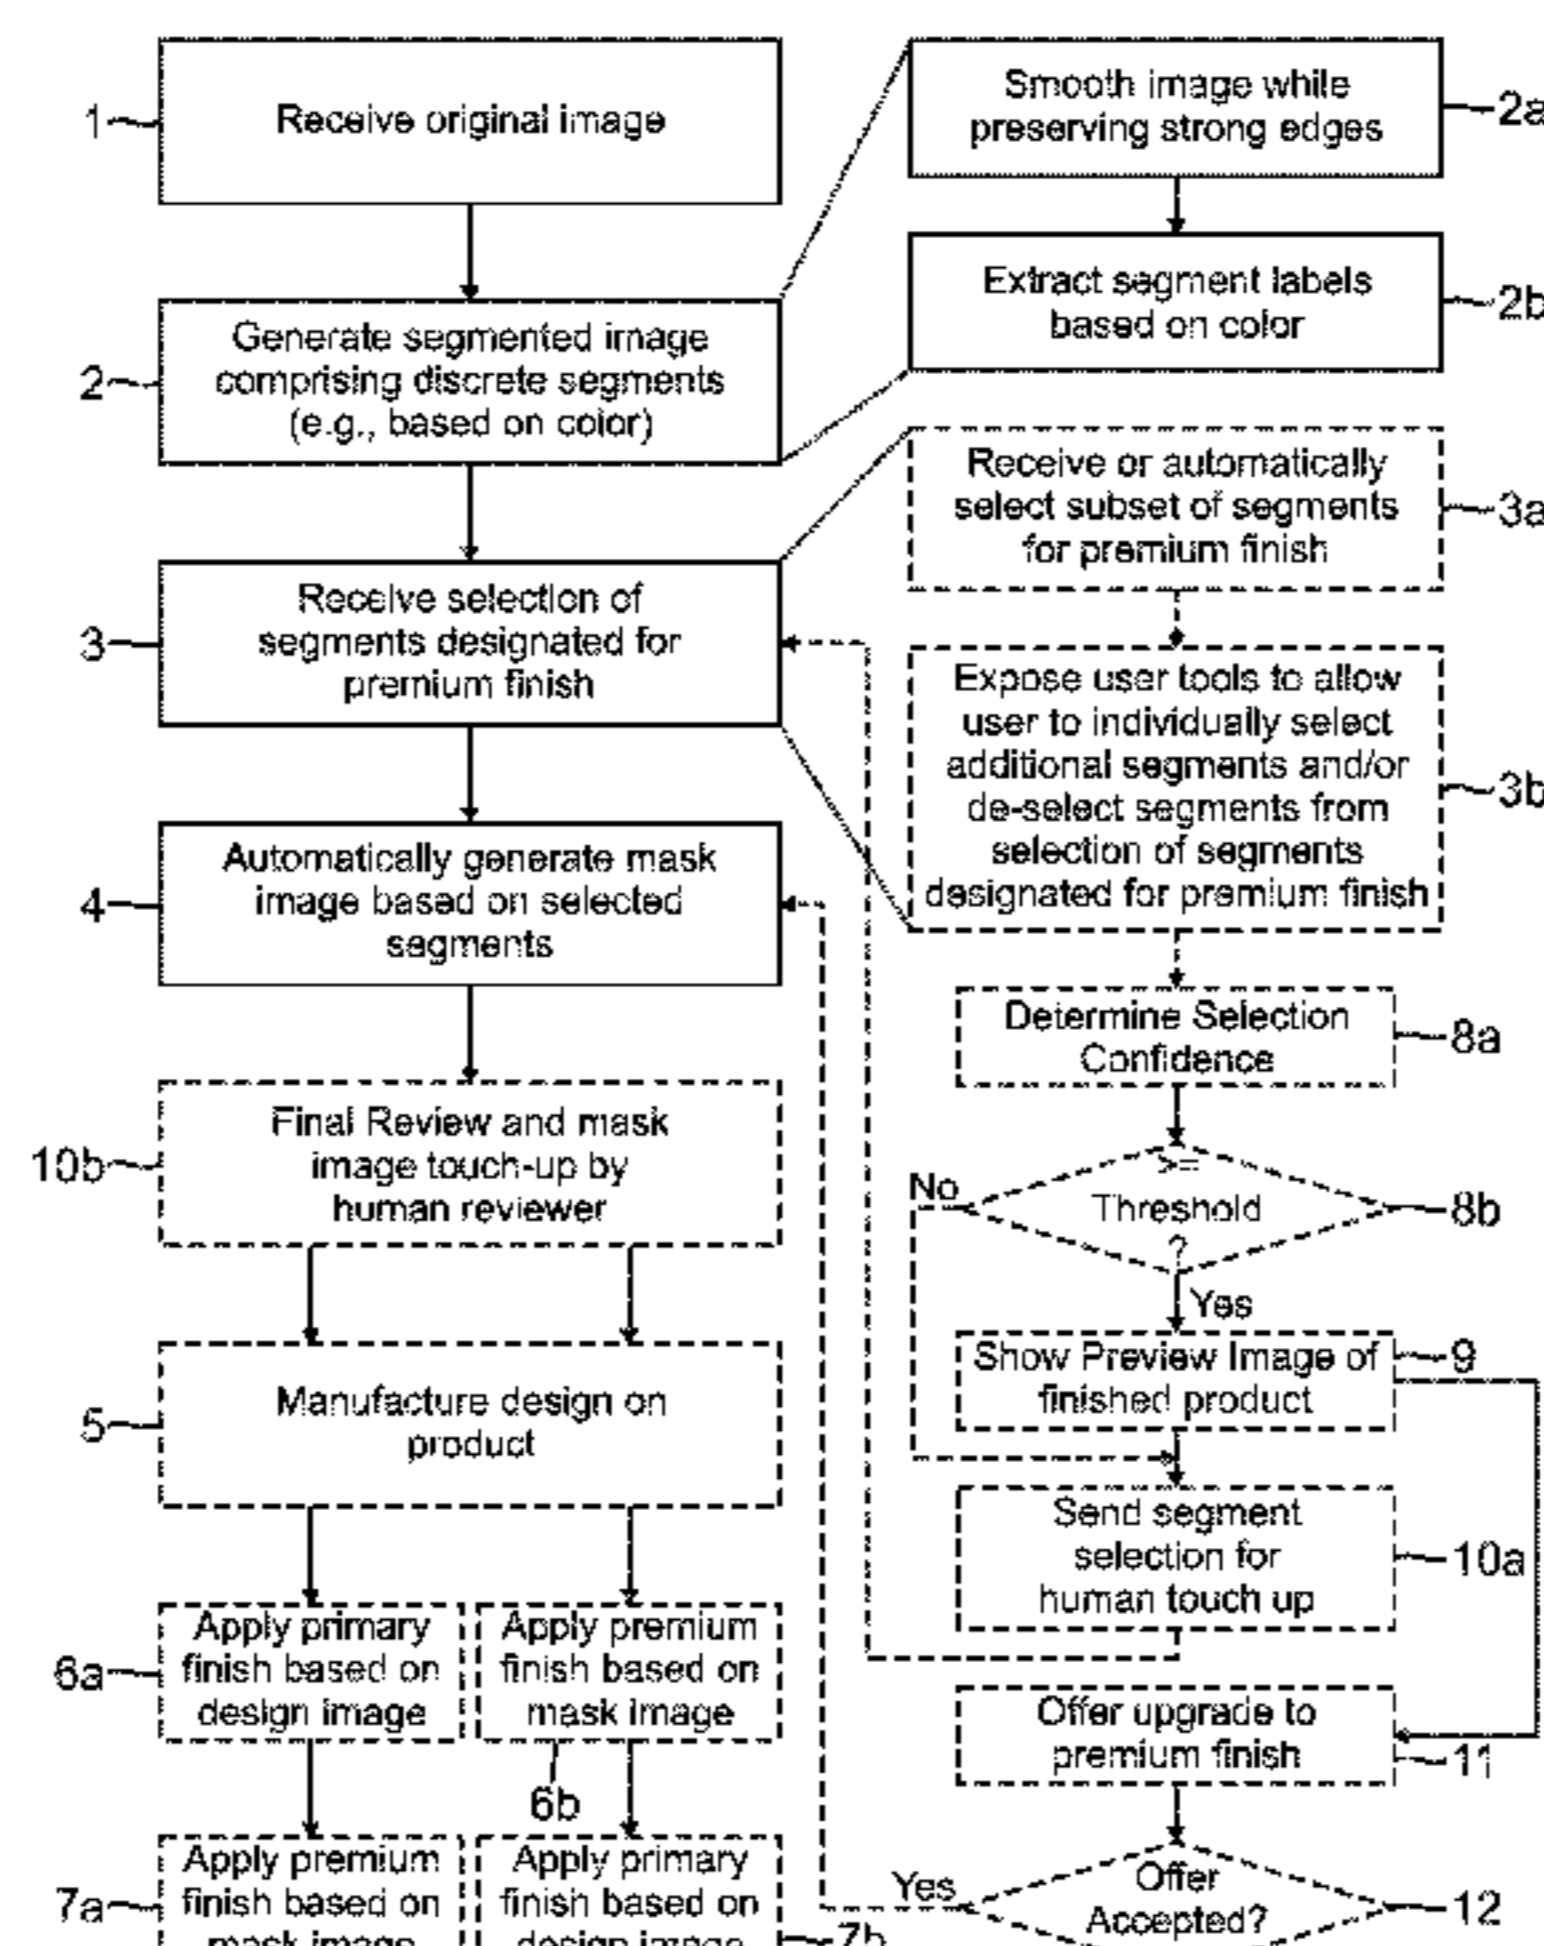 1
Receive original image
2
Generate segmented image
comprising discrete segments
(e.g., based on color)
3
Receive selection of
segments designated for
premium finish
4
Automatically generate mask
image based on selected
segments
10b
Final Review and mask
image touch-up by
human reviewer
5
Manufacture design on
product
6a
Apply primary
finish based on
design image
Apply premium
finish based on
mask image
6b
7a
Apply premium
finish based on
mask image
Apply primary
finish based on
design image
7b
Smooth image while
preserving strong edges
2a
Extract segment labels
based on color
2b
Receive or automatically
select subset of segments
for premium finish
3a
Expose user tools to allow
user to individually select
additional segments and/or
de-select segments from
selection of segments
designated for premium finish
3b
Determine Selection
Confidence
8a
>=
Threshold
?
8b
No
Yes
Show Preview Image of
finished product
9
Send segment
selection for
human touch up
10a
Offer upgrade to
premium finish
11
Offer
Accepted?
12
Yes